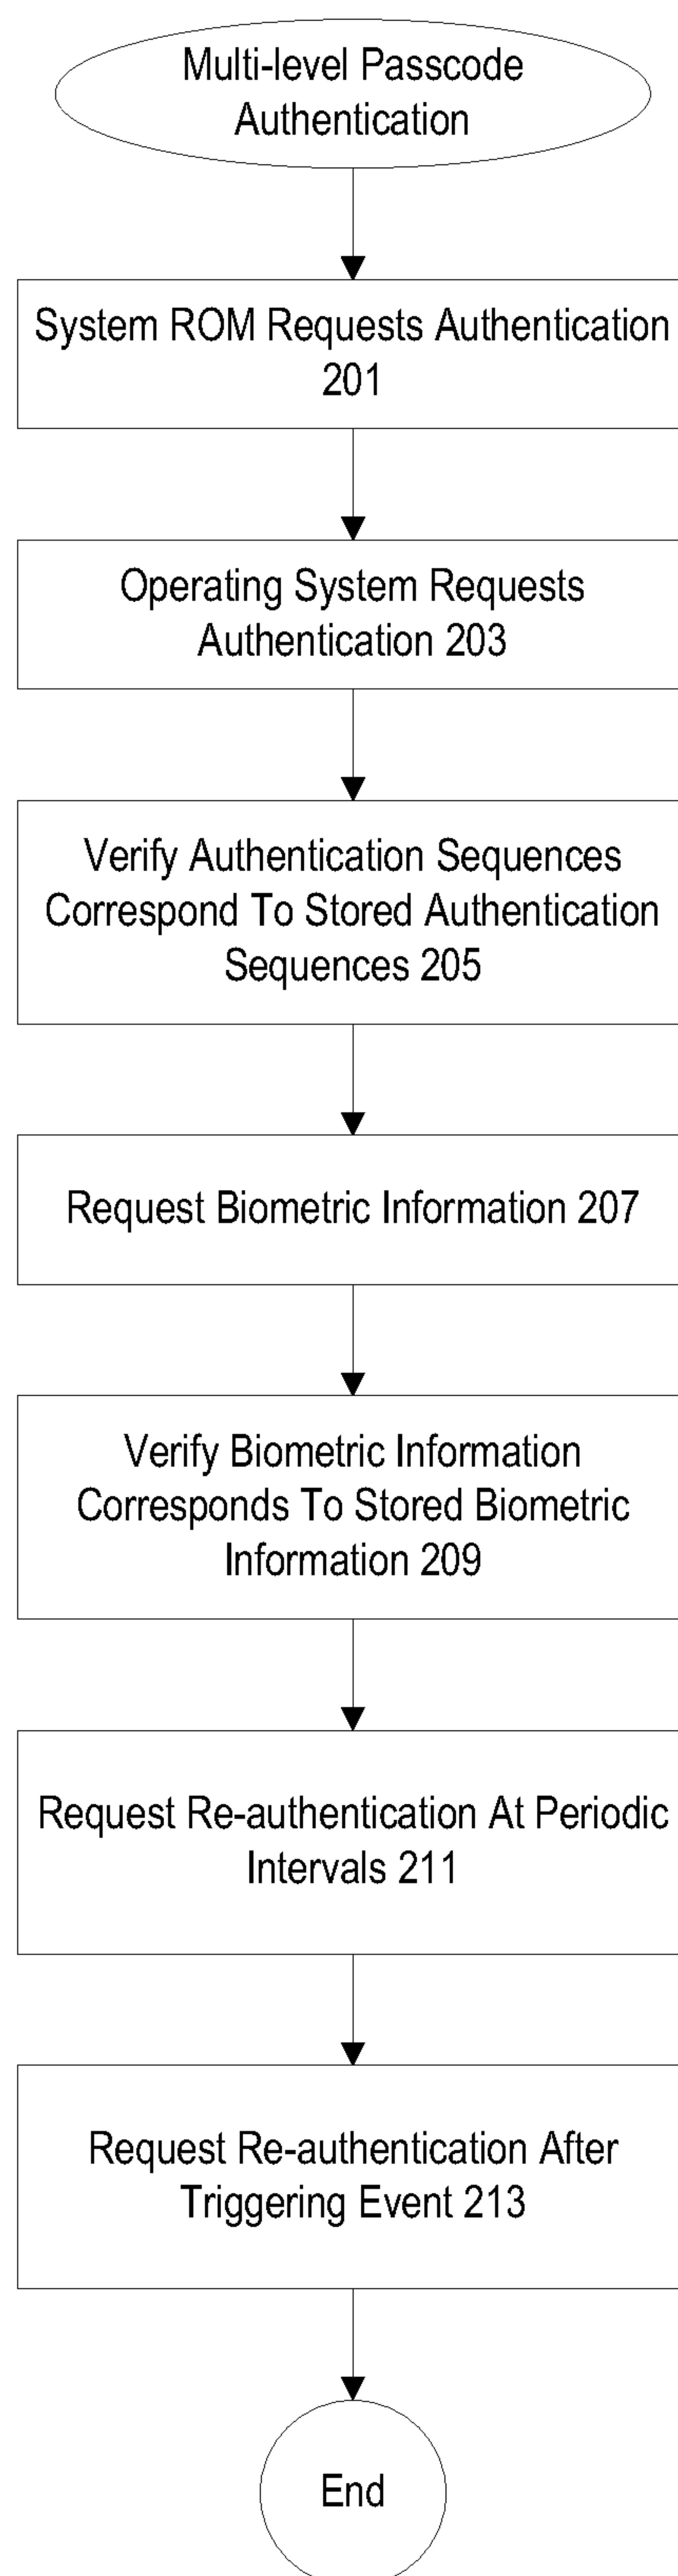 Multi-level Passcode
Authentication
System ROM Requests Authentication
201
Operating System Requests
Authentication 203
Verify Authentication Sequences
Correspond To Stored Authentication
Sequences 205
Request Biometric Information 207
Verify Biometric Information
Corresponds To Stored Biometric
Information 209
Request Re-authentication At Periodic
Intervals 211
Request Re-authentication After
Triggering Event 213
End